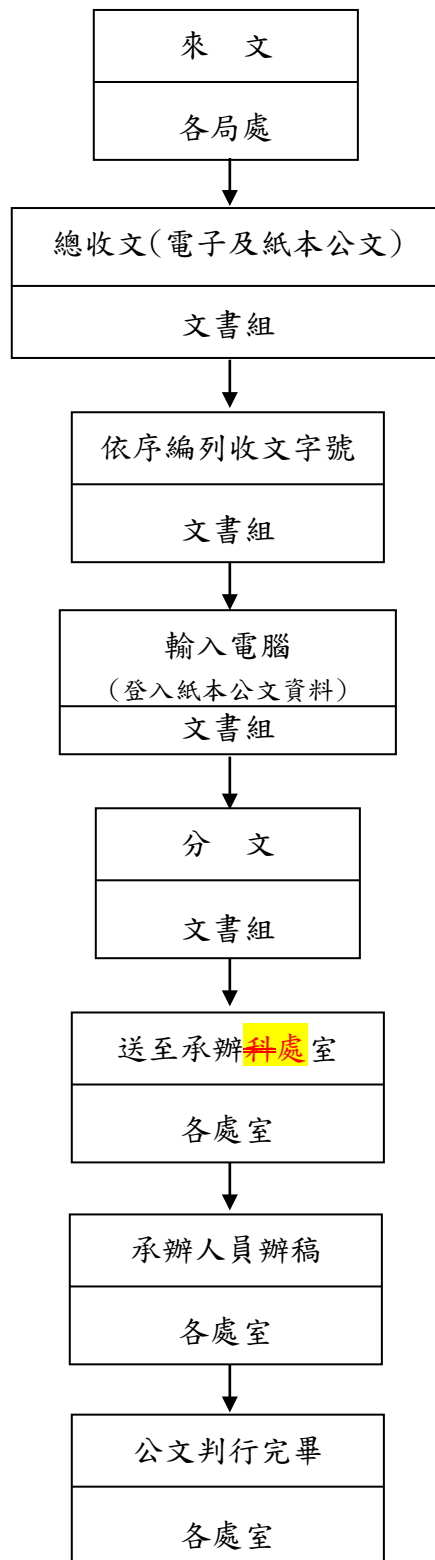 來　文
各局處
總收文(電子及紙本公文)
文書組
依序編列收文字號
文書組
輸入電腦
(登入紙本公文資料)
文書組
分　文
文書組
送至承辦科處室
各處室
承辦人員辦稿
各處室
公文判行完畢
各處室